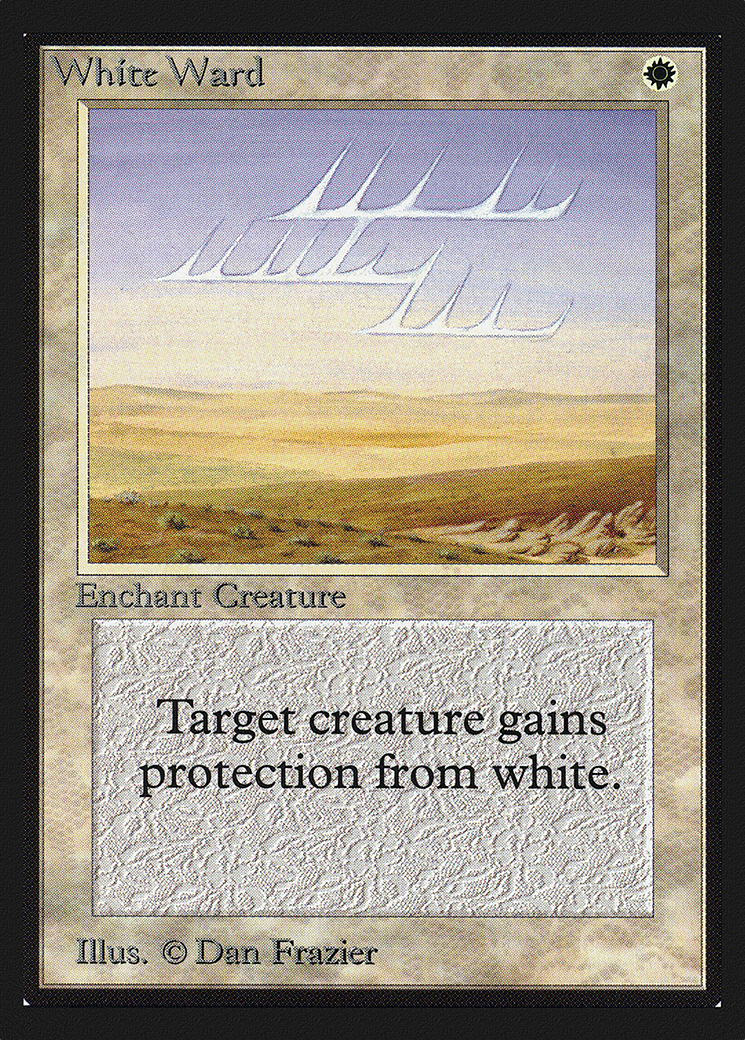 White Ward
Enchant Creature
Target creature gains
protection from white.
Illus. © Dan Frazier